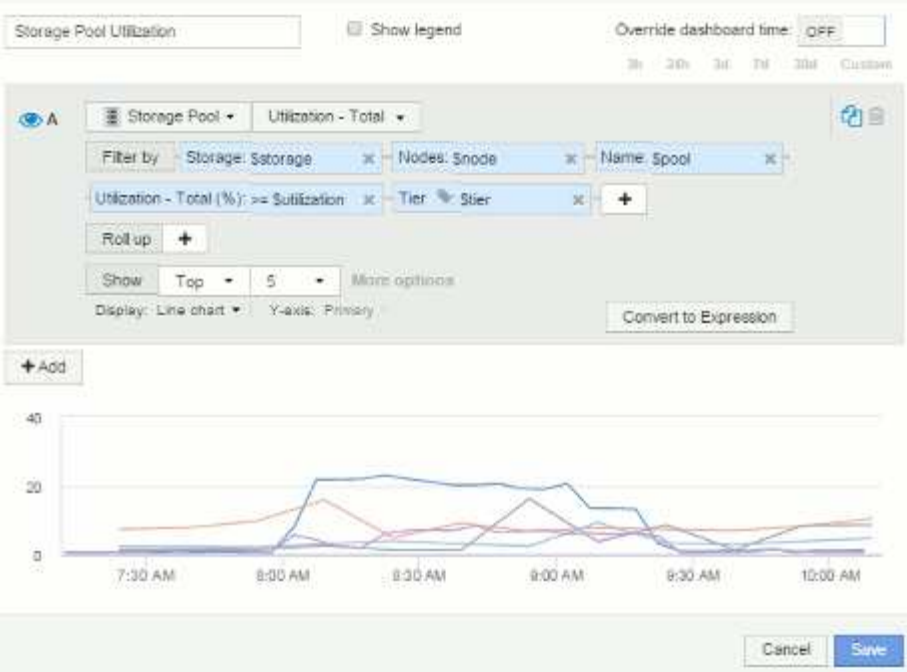 Storage Pool Utilization Show legend Override dashboard time: OFF
3h 24h 3d 7d 30d Custom
A Storage Pool Utilization - Total
Filter by Storage: $storage Nodes: $node Name: $pool
Utilization - Total (%): >= $utilization Tier $tier +
Roll up +
Show Top 5 More options
Display: Line chart Y-axis: Primary
Convert to Expression
+ Add
40
20
0
7:30 AM 8:00 AM 8:30 AM 9:00 AM 9:30 AM 10:00 AM
Cancel Save